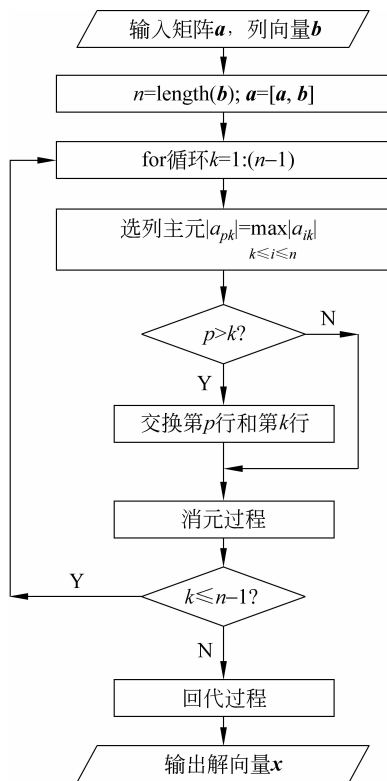 输入矩阵a，列向量b
n=length(b); a=[a, b]
for循环k=1:(n–1)
选列主元|apk|=max|aik|
k≤i≤n
p>k?
N
Y
交换第p行和第k行
消元过程
Y
k≤n–1?
N
回代过程
输出解向量x